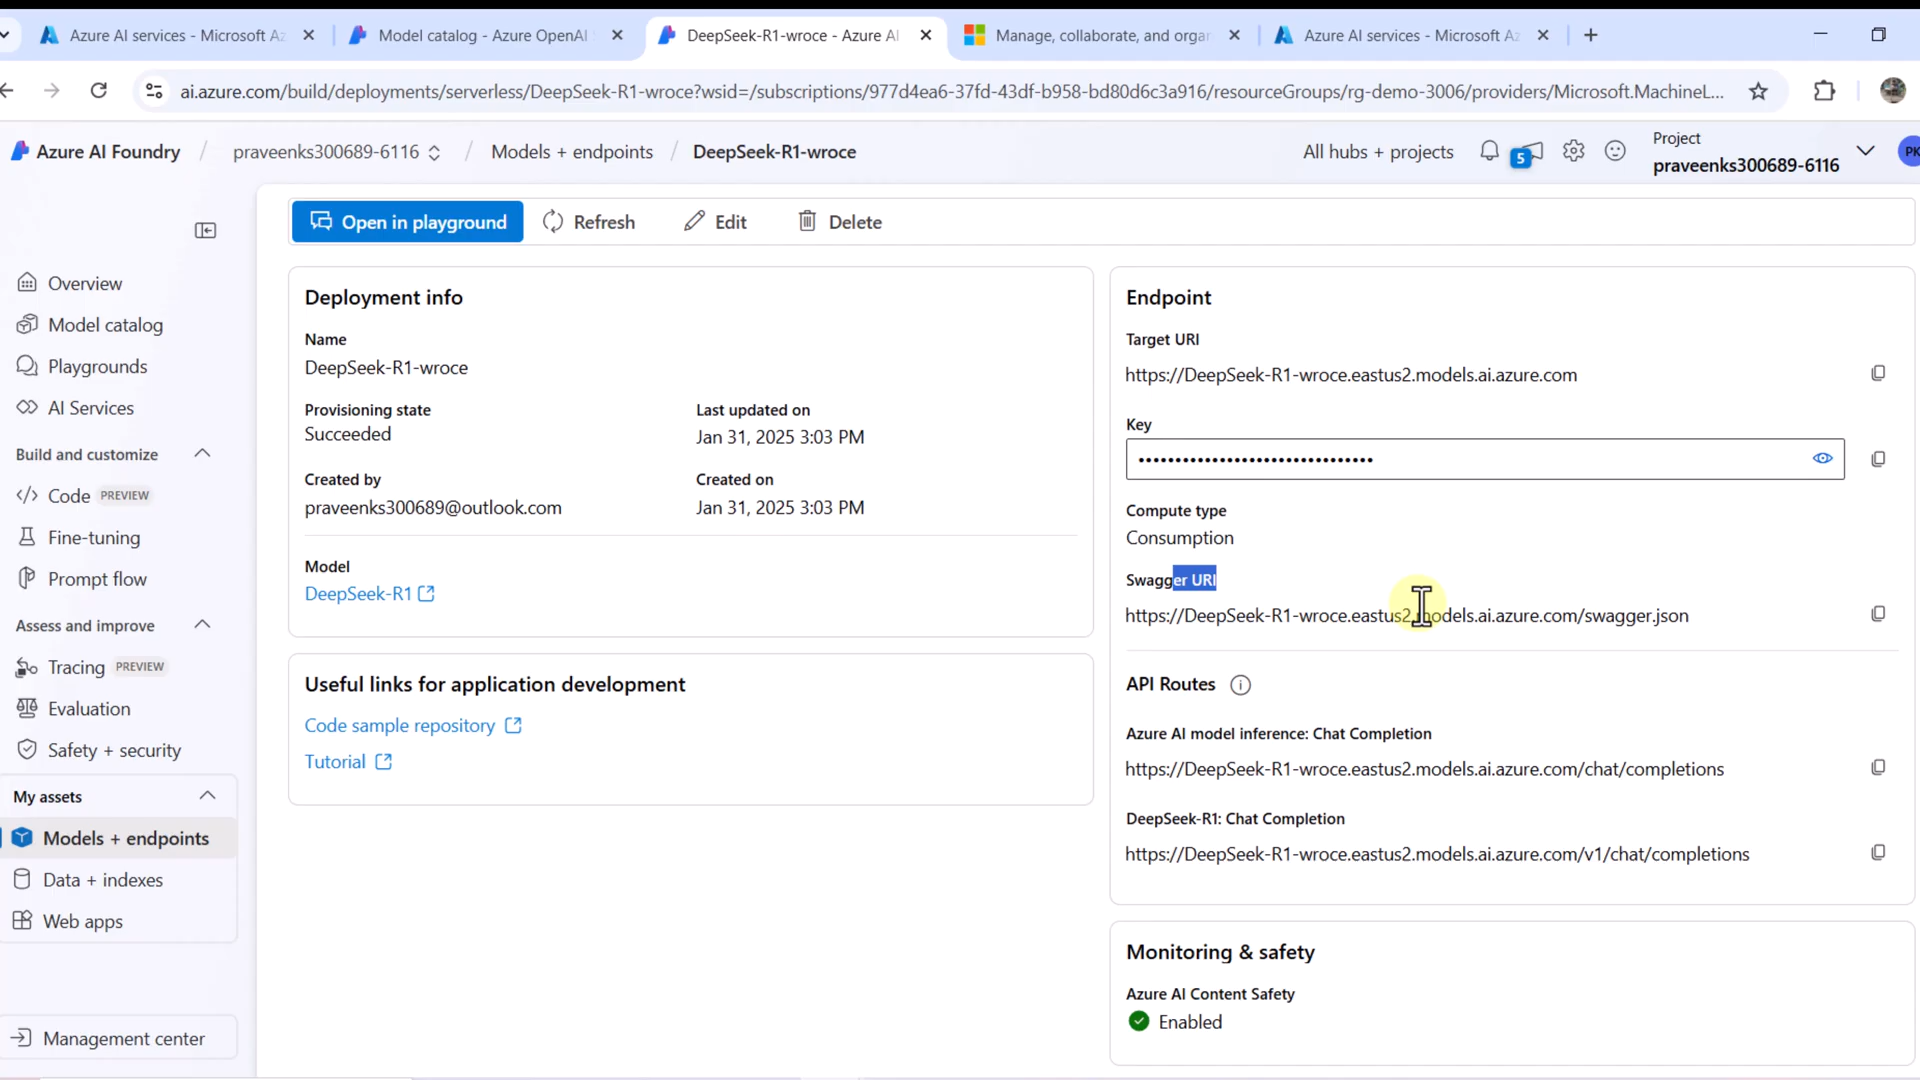 Azure AI services - Microsoft Az
Model catalog - Azure OpenAI
DeepSeek-R1-wroce - Azure AI
Manage, collaborate, and organ
Azure AI services - Microsoft Az
ai.azure.com/build/deployments/serverless/DeepSeek-R1-wroce?wsid=/subscriptions/977d4ea6-37fd-43df-b958-bd80d6c3a916/resourceGroups/rg-demo-3006/providers/Microsoft.MachineL...
Azure AI Foundry / praveenks300689-6116 / Models + endpoints / DeepSeek-R1-wroce
All hubs + projects
5
Project
praveenks300689-6116
PK
Open in playground
Refresh
Edit
Delete
Overview
Model catalog
Playgrounds
AI Services
Build and customize
Code PREVIEW
Fine-tuning
Prompt flow
Assess and improve
Tracing PREVIEW
Evaluation
Safety + security
My assets
Models + endpoints
Data + indexes
Web apps
Management center
Deployment info
Name
DeepSeek-R1-wroce
Provisioning state
Succeeded
Last updated on
Jan 31, 2025 3:03 PM
Created by
praveenks300689@outlook.com
Created on
Jan 31, 2025 3:03 PM
Model
DeepSeek-R1
Useful links for application development
Code sample repository
Tutorial
Endpoint
Target URI
https://DeepSeek-R1-wroce.eastus2.models.ai.azure.com
Key
••••••••••••••••••••••••••••••••
Compute type
Consumption
Swagger URI
https://DeepSeek-R1-wroce.eastus2.models.ai.azure.com/swagger.json
API Routes
Azure AI model inference: Chat Completion
https://DeepSeek-R1-wroce.eastus2.models.ai.azure.com/chat/completions
DeepSeek-R1: Chat Completion
https://DeepSeek-R1-wroce.eastus2.models.ai.azure.com/v1/chat/completions
Monitoring & safety
Azure AI Content Safety
Enabled